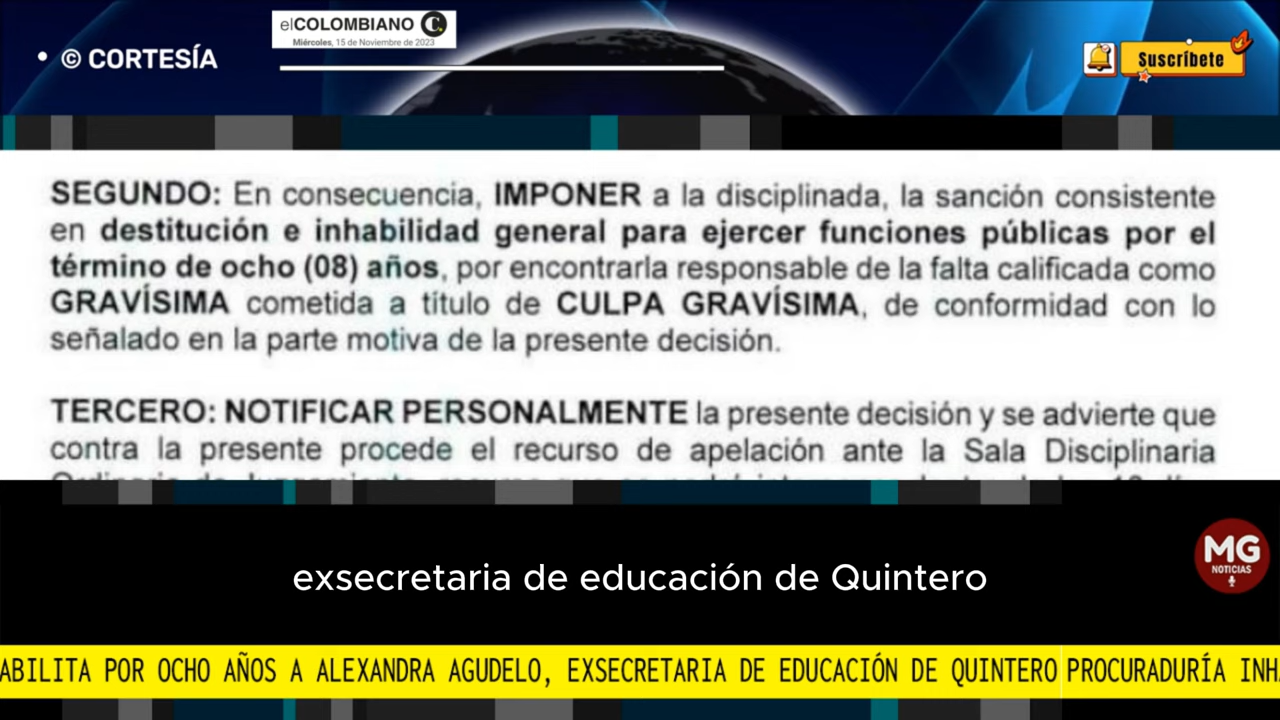 elCOLOMBIANO
Miércoles, 15 de Noviembre de 2023
• © CORTESÍA
Suscríbete
SEGUNDO: En consecuencia, IMPONER a la disciplinada, la sanción consistente
en destitución e inhabilidad general para ejercer funciones públicas por el
término de ocho (08) años, por encontrarla responsable de la falta calificada como
GRAVÍSIMA cometida a título de CULPA GRAVÍSIMA, de conformidad con lo
señalado en la parte motiva de la presente decisión.
TERCERO: NOTIFICAR PERSONALMENTE la presente decisión y se advierte que
contra la presente procede el recurso de apelación ante la Sala Disciplinaria
exsecretaria de educación de Quintero
MG
NOTICIAS
ABILITA POR OCHO AÑOS A ALEXANDRA AGUDELO, EXSECRETARIA DE EDUCACIÓN DE QUINTERO PROCURADURÍA INH